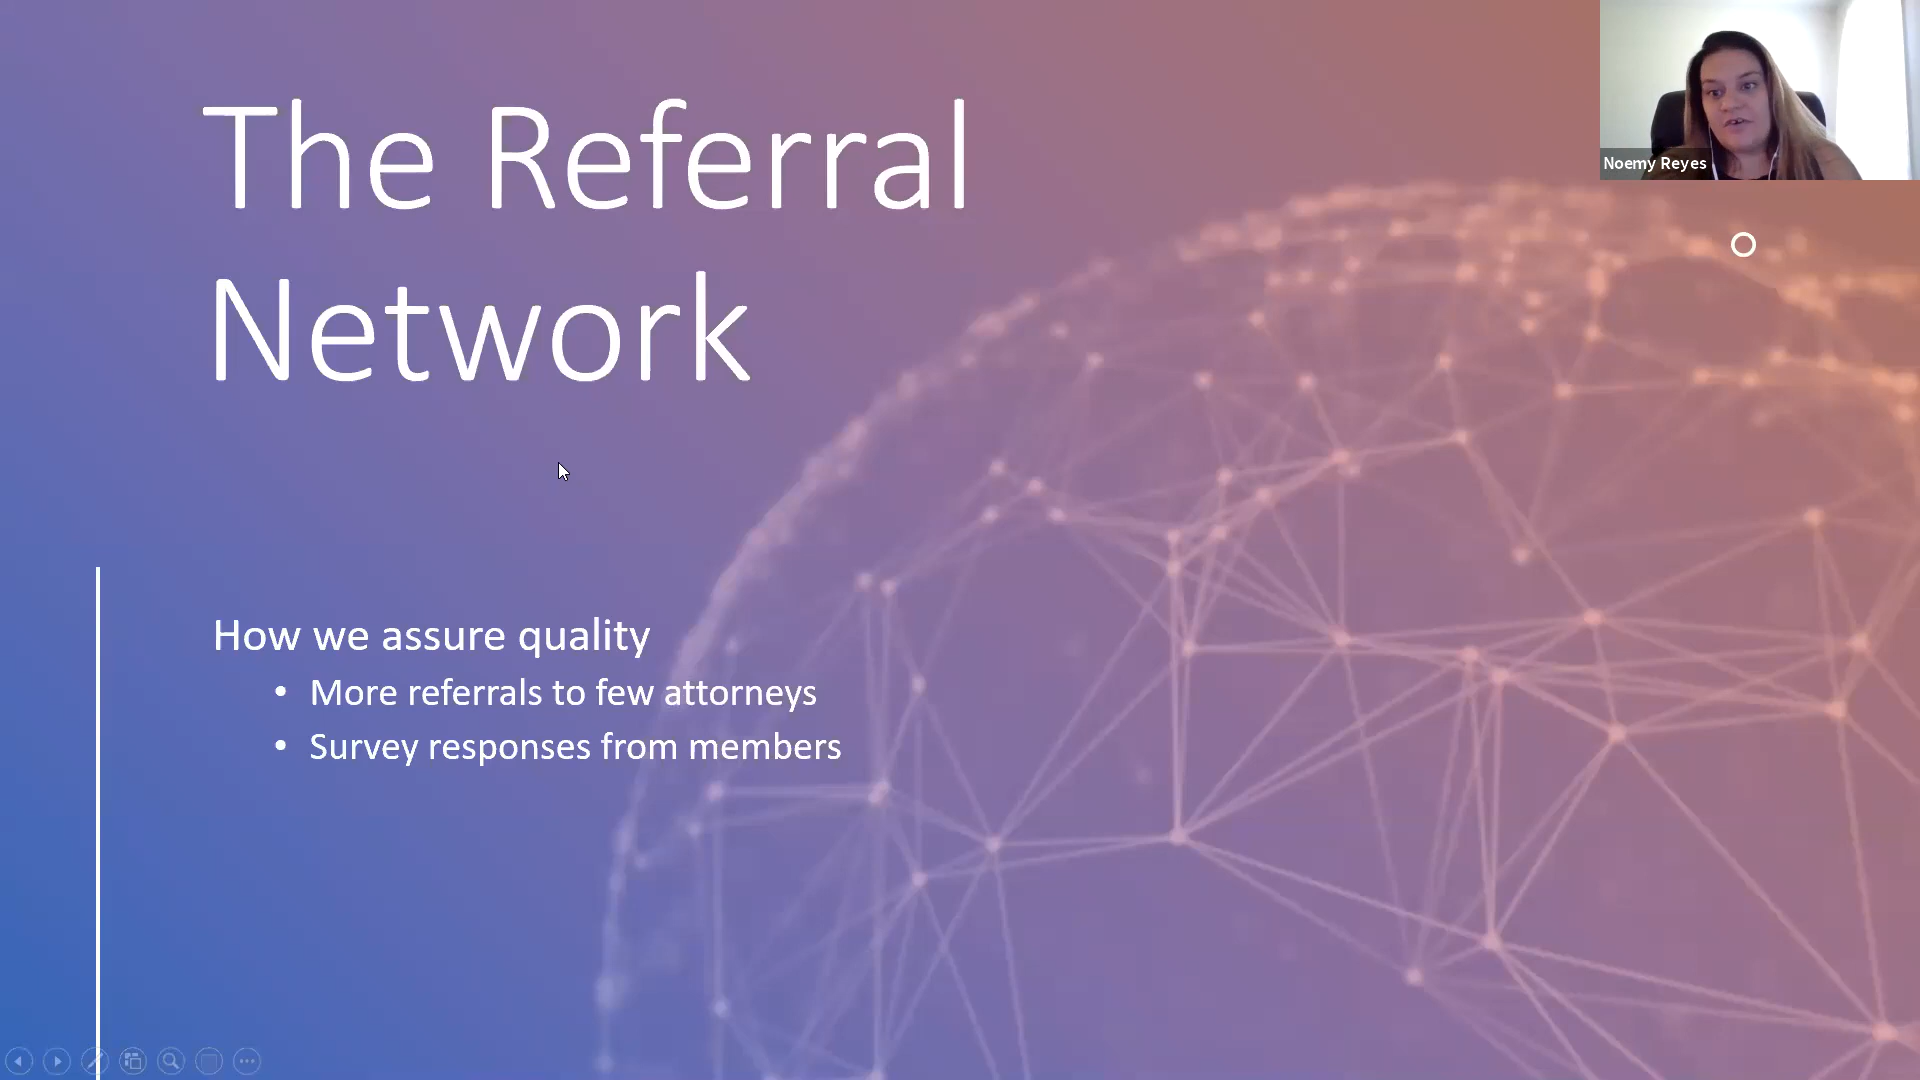 The Referral
Network
Noemy Reyes
How we assure quality
• More referrals to few attorneys
• Survey responses from members